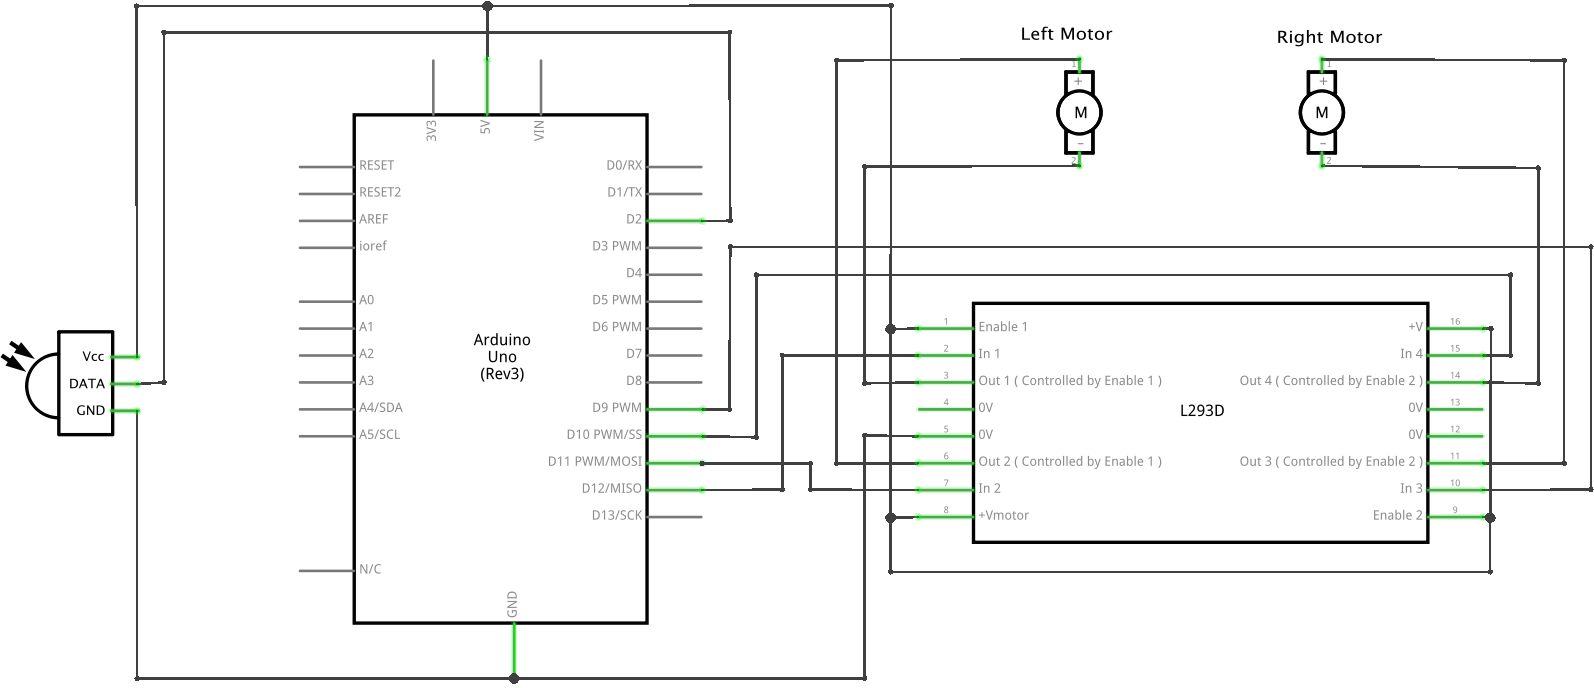 Left Motor
Right Motor
1
+
M
-
2
1
+
M
-
2
3V3
5V
VIN
RESET
RESET2
AREF
ioref
A0
A1
A2
A3
A4/SDA
A5/SCL
N/C
Arduino
Uno
(Rev3)
D0/RX
D1/TX
D2
D3 PWM
D4
D5 PWM
D6 PWM
D7
D8
D9 PWM
D10 PWM/SS
D11 PWM/MOSI
D12/MISO
D13/SCK
GND
Vcc
DATA
GND
1 Enable 1
2 In 1
3 Out 1 ( Controlled by Enable 1 )
4 0V
5 0V
6 Out 2 ( Controlled by Enable 1 )
7 In 2
8 +Vmotor
L293D
+V 16
In 4 15
Out 4 ( Controlled by Enable 2 ) 14
0V 13
0V 12
Out 3 ( Controlled by Enable 2 ) 11
In 3 10
Enable 2 9